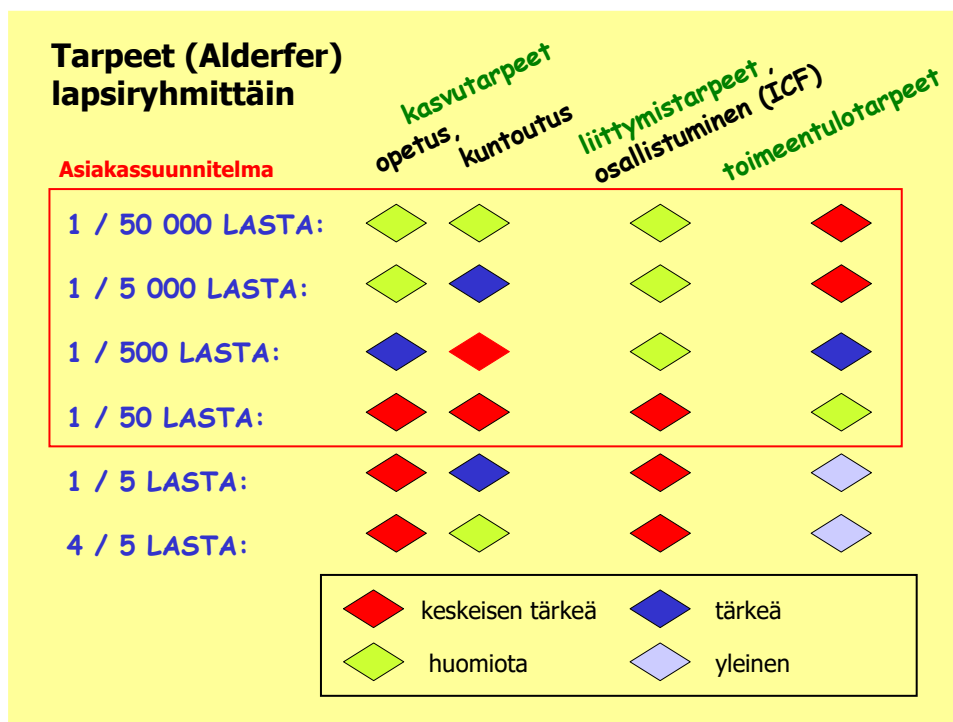 Tarpeet (Alderfer)
lapsiryhmittäin
kasvutarpeet
opetus, kuntoutus
liittymistarpeet ,
osallistuminen (ICF)
toimeentulotarpeet
Asiakassuunnitelma
1 / 50 000 LASTA:
1 / 5 000 LASTA:
1 / 500 LASTA:
1 / 50 LASTA:
1 / 5 LASTA:
4 / 5 LASTA:
keskeisen tärkeä
tärkeä
huomiota
yleinen